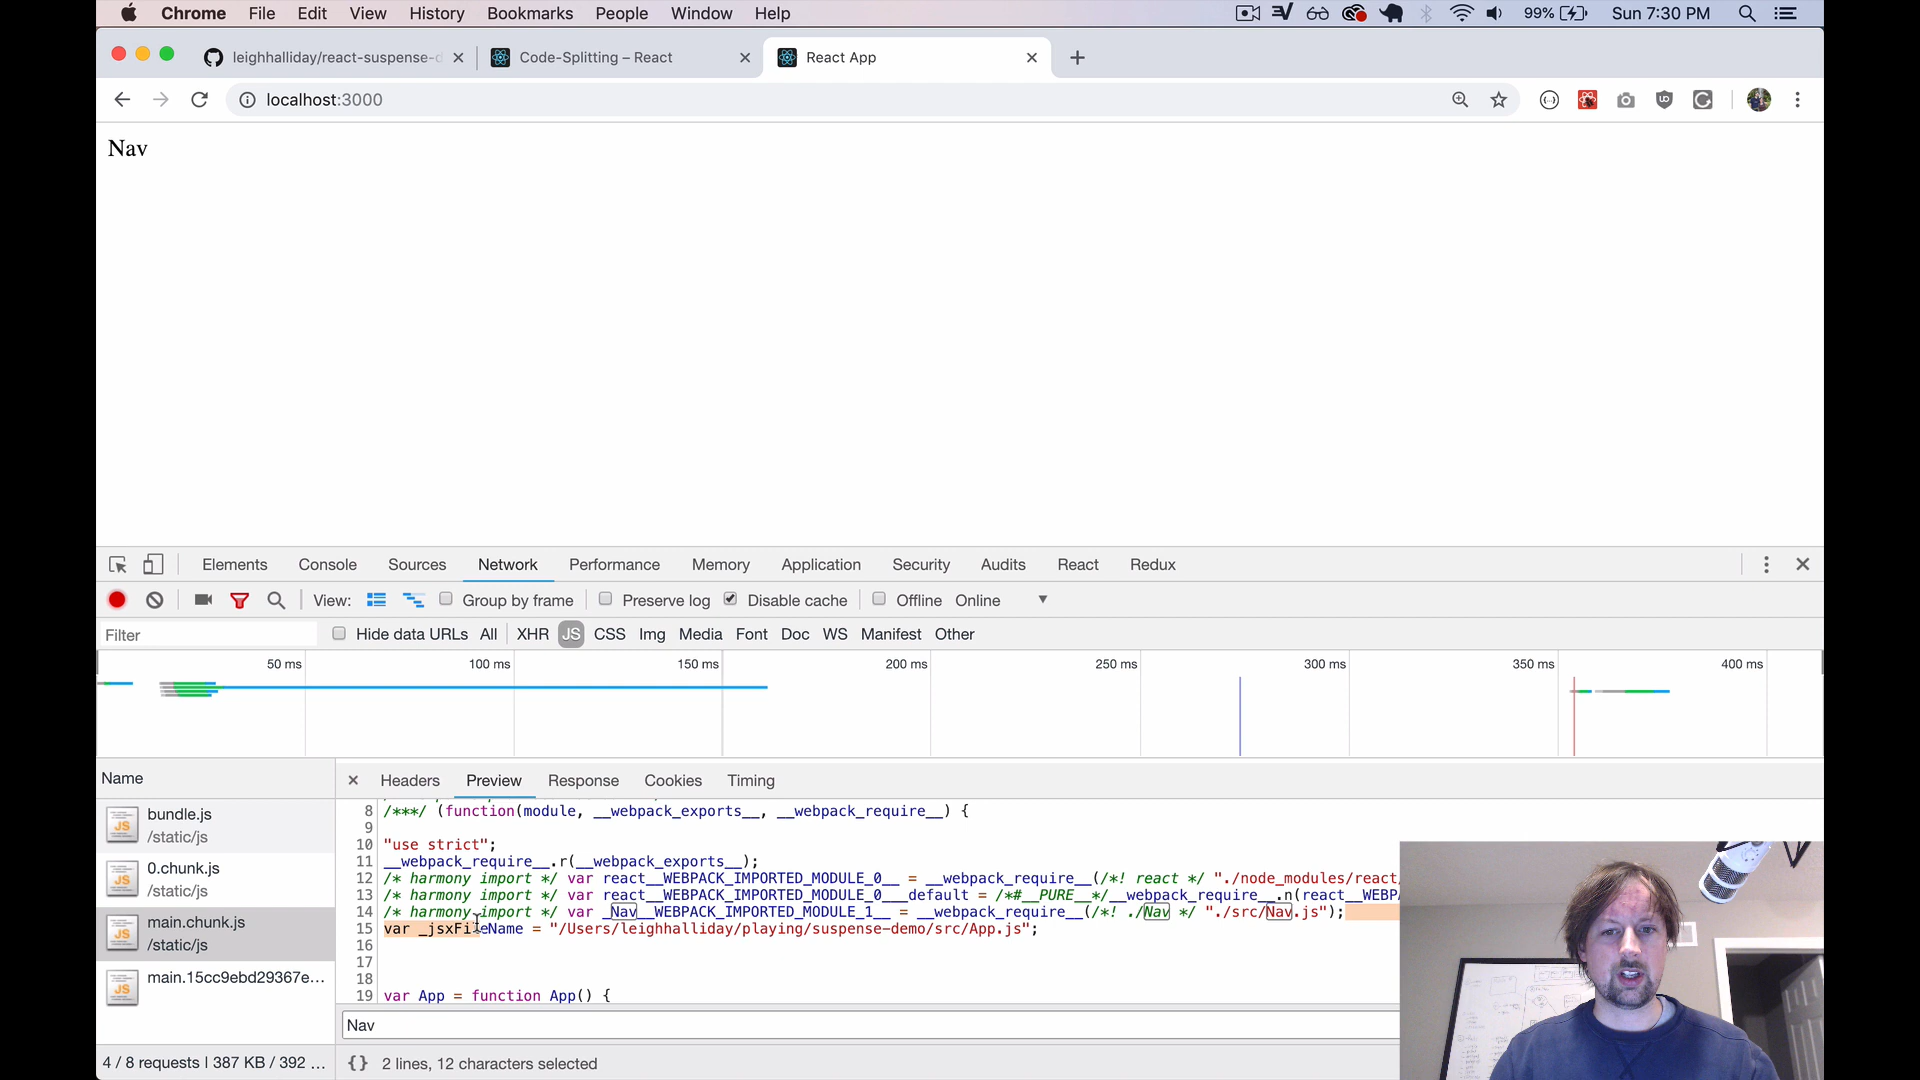 Chrome File Edit View History Bookmarks People Window Help 99% Sun 7:30 PM
leighhalliday/react-suspense-d Code-Splitting – React React App
localhost:3000
Nav
Elements Console Sources Network Performance Memory Application Security Audits React Redux
View: Group by frame Preserve log Disable cache Offline Online
Filter Hide data URLs All XHR JS CSS Img Media Font Doc WS Manifest Other
50 ms 100 ms 150 ms 200 ms 250 ms 300 ms 350 ms 400 ms
Name Headers Preview Response Cookies Timing
bundle.js
/static/js
0.chunk.js
/static/js
main.chunk.js
/static/js
main.15cc9ebd29367e...
8 /***/ (function(module, __webpack_exports__, __webpack_require__) {
9
10 "use strict";
11 __webpack_require__.r(__webpack_exports__);
12 /* harmony import */ var react__WEBPACK_IMPORTED_MODULE_0__ = __webpack_require__(/*! react */ "./node_modules/react/
13 /* harmony import */ var react__WEBPACK_IMPORTED_MODULE_0___default = /*#__PURE__*/__webpack_require__.n(react__WEBP
14 /* harmony import */ var _Nav__WEBPACK_IMPORTED_MODULE_1__ = __webpack_require__(/*! ./Nav */ "./src/Nav.js");
15 var _jsxFileName = "/Users/leighhalliday/playing/suspense-demo/src/App.js";
16
17
18
19 var App = function App() {
Nav
4 / 8 requests | 387 KB / 392 ... {} 2 lines, 12 characters selected